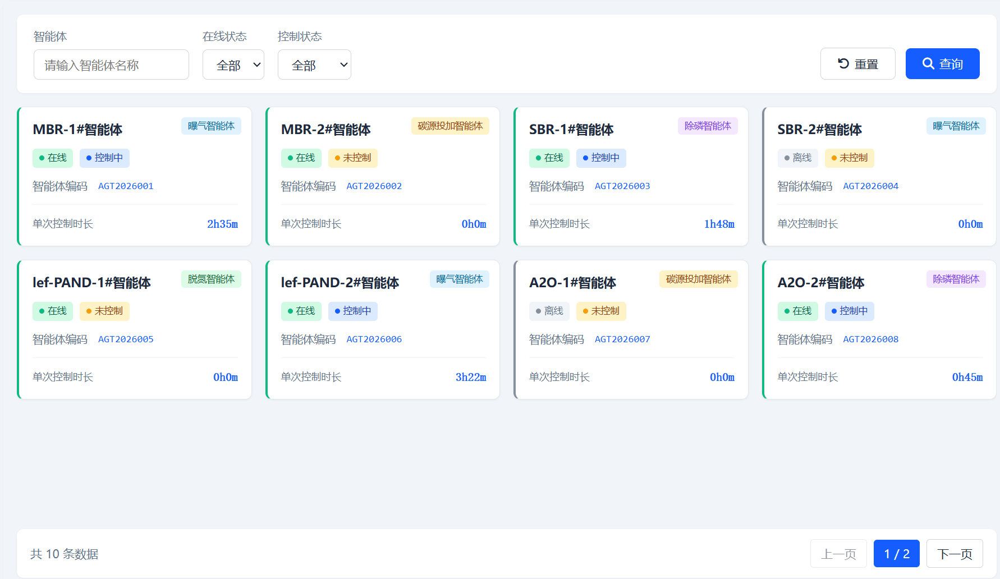 智能体
在线状态
控制状态
请输入智能体名称
全部
全部
重置
查询
MBR-1#智能体
曝气智能体
在线
控制中
智能体编码 AGT2026001
单次控制时长 2h35m
MBR-2#智能体
碳源投加智能体
在线
未控制
智能体编码 AGT2026002
单次控制时长 0h0m
SBR-1#智能体
除磷智能体
在线
控制中
智能体编码 AGT2026003
单次控制时长 1h48m
SBR-2#智能体
曝气智能体
离线
未控制
智能体编码 AGT2026004
单次控制时长 0h0m
lef-PAND-1#智能体
脱氮智能体
在线
未控制
智能体编码 AGT2026005
单次控制时长 0h0m
lef-PAND-2#智能体
曝气智能体
在线
控制中
智能体编码 AGT2026006
单次控制时长 3h22m
A2O-1#智能体
碳源投加智能体
离线
未控制
智能体编码 AGT2026007
单次控制时长 0h0m
A2O-2#智能体
除磷智能体
在线
控制中
智能体编码 AGT2026008
单次控制时长 0h45m
共 10 条数据
上一页
1 / 2
下一页